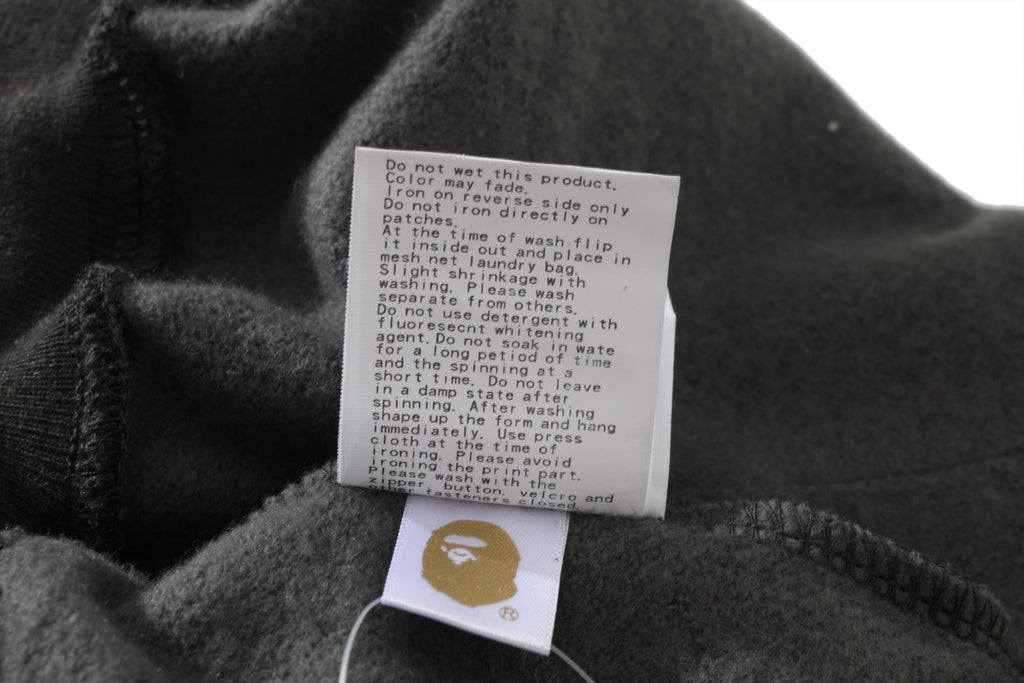 Do not wet this product.
Color may fade.
Iron on reverse side only
Do not iron directly on
patches.
At the time of wash flip
it inside out and place in
mesh net laundry bag.
Slight shrinkage with
washing. Please wash
separate from others.
Do not use detergent with
fluoresecnt whitening
agent. Do not soak in wate
for a long petiod of time
and the spinning at a
short time. Do not leave
in a damp state after
spinning. After washing
shape up the form and hang
immediately. Use press
cloth at the time of
ironing. Please avoid
ironing the print part.
Please wash with the
zipper, button, velcro and
other fasteners closed.
®